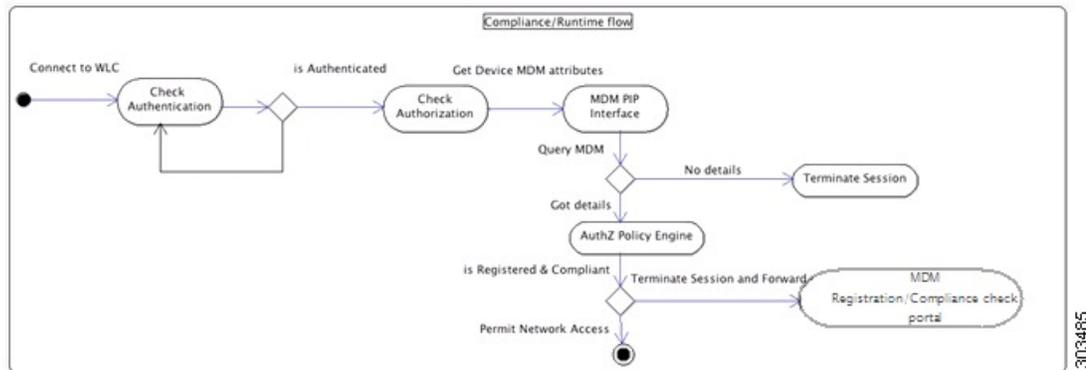 Compliance/Runtime flow
Connect to WLC
is Authenticated
Get Device MDM attributes
Check
Authentication
Check
Authorization
MDM PIP
Interface
Query MDM
No details
Terminate Session
Got details
AuthZ Policy Engine
is Registered & Compliant
Terminate Session and Forward
MDM
Registration/Compliance check
portal
Permit Network Access
303485